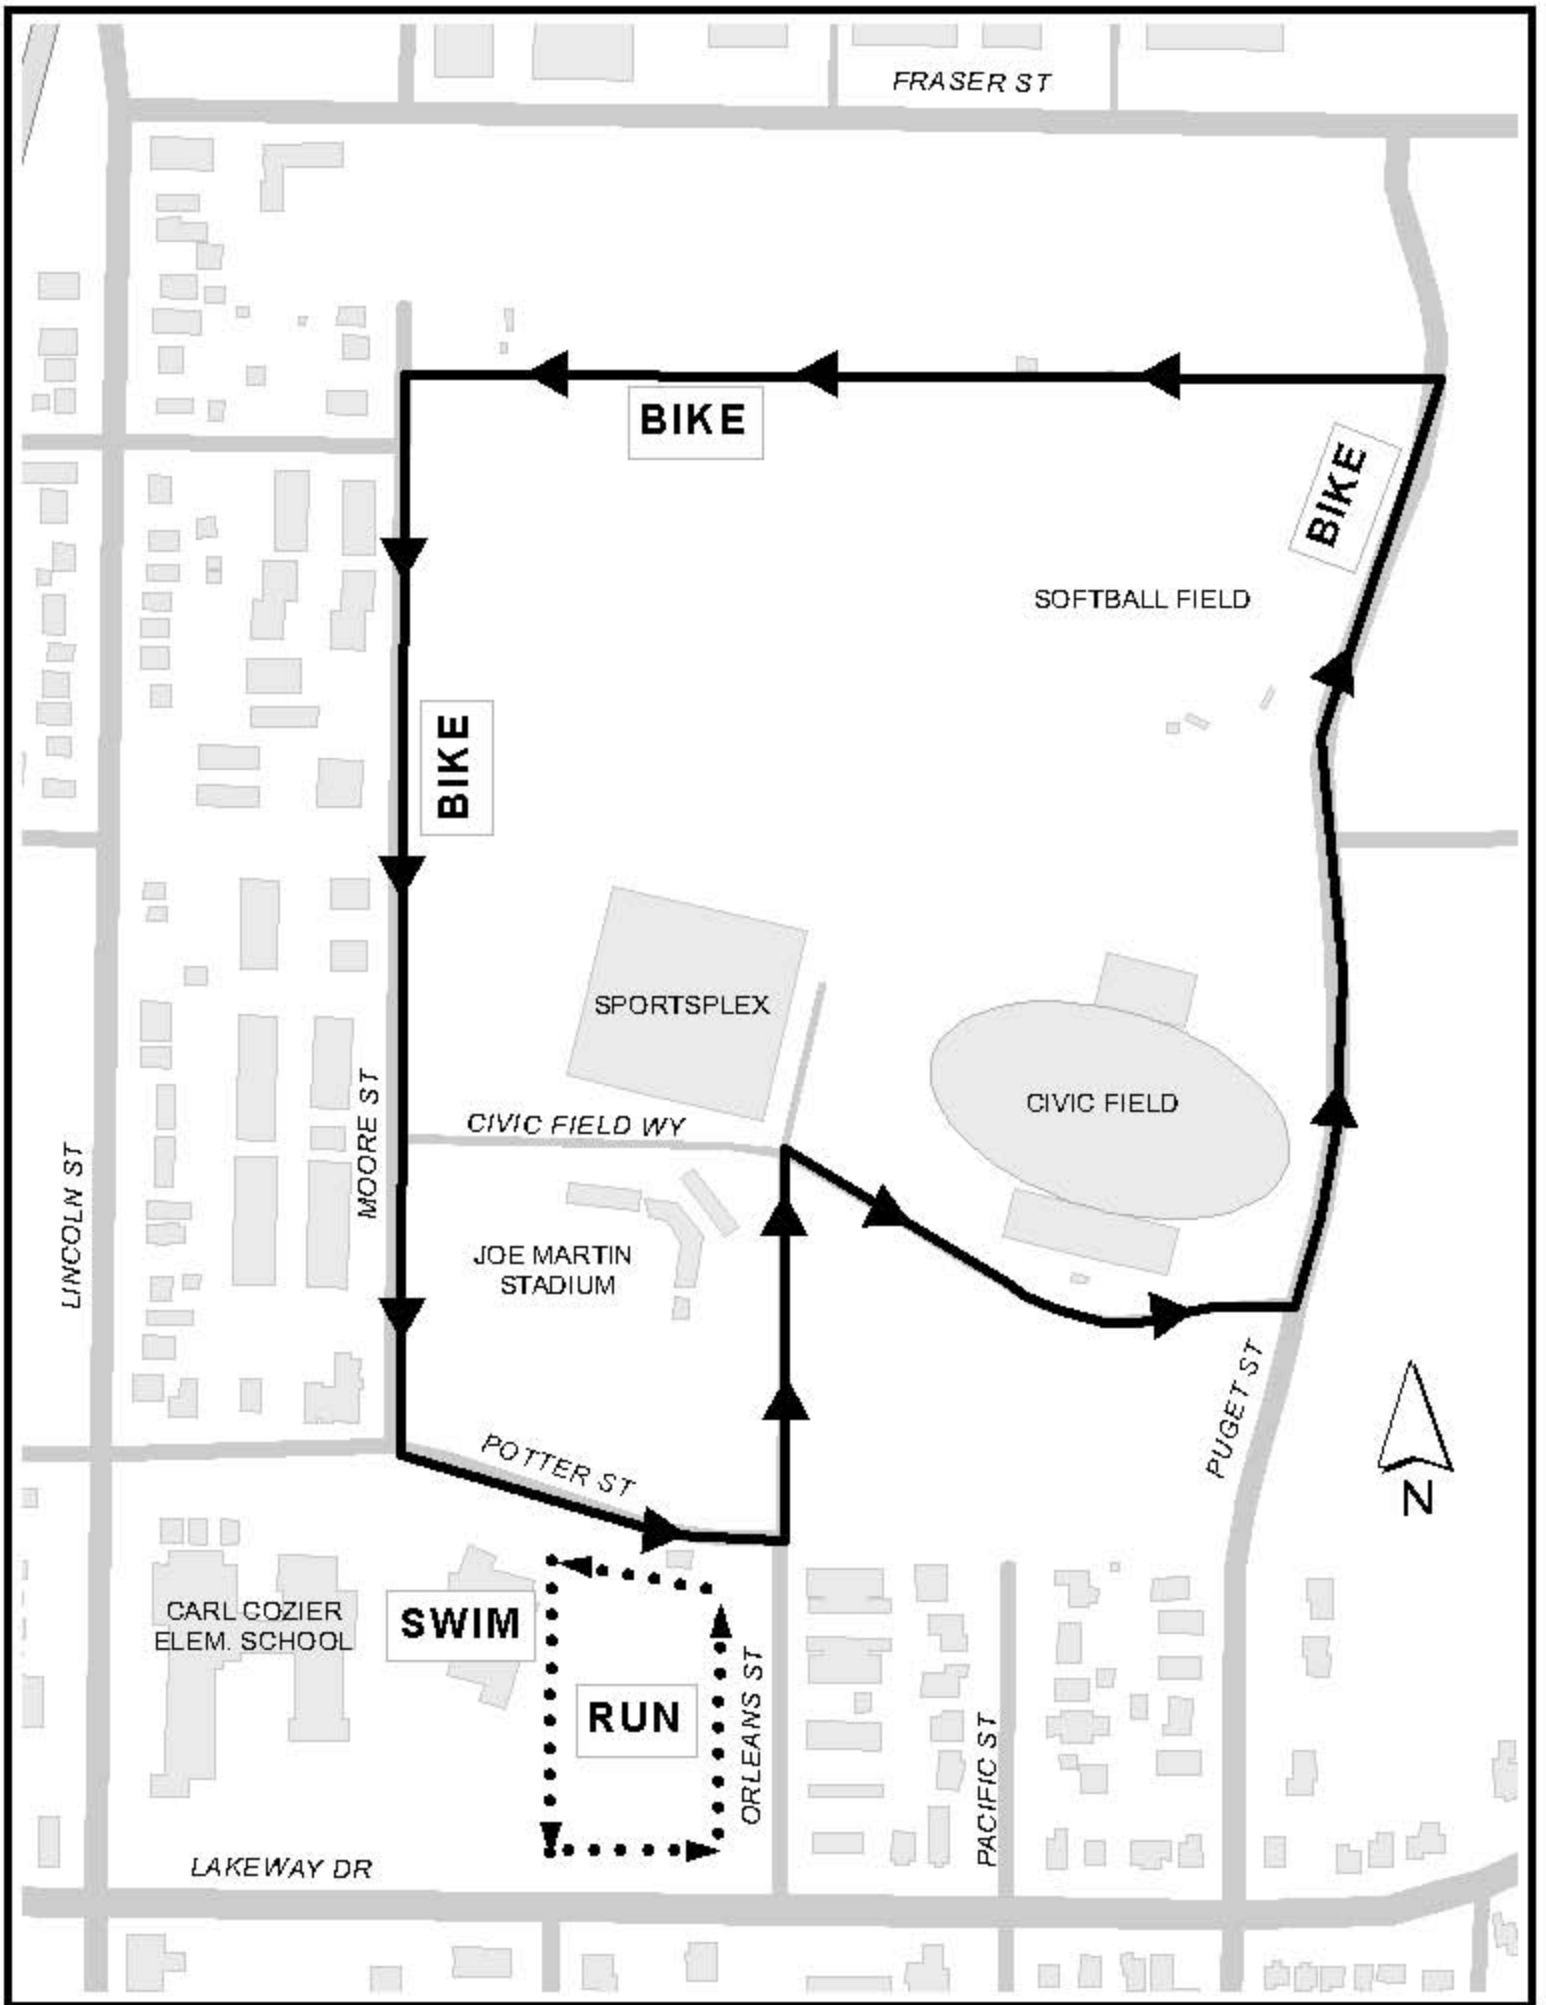 FRASER ST
BIKE
BIKE
SOFTBALL FIELD
BIKE
SPORTSPLEX
CIVIC FIELD
CIVIC FIELD WY
MOORE ST
LINCOLN ST
JOE MARTIN
STADIUM
PUGET ST
POTTER ST
N
CARL COZIER
ELEM. SCHOOL
SWIM
RUN
ORLEANS ST
PACIFIC ST
LAKEWAY DR